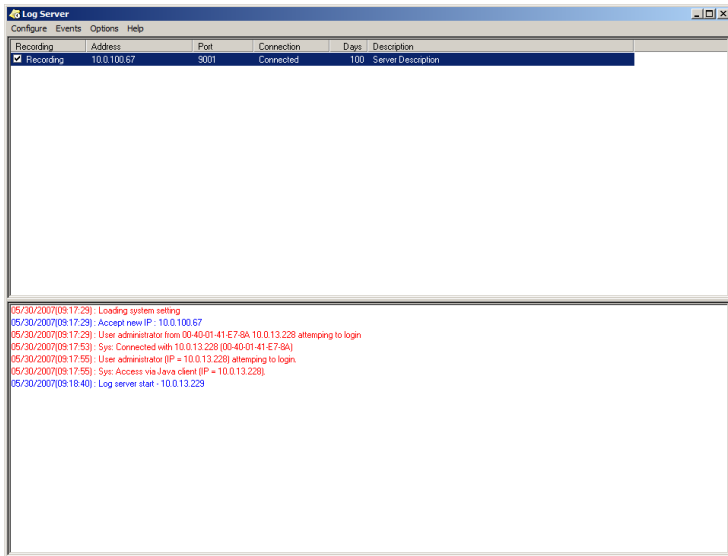 Log Server
Configure Events Options Help
Recording Address Port Connection Days Description
Recording 10.0.100.67 9001 Connected 100 Server Description
05/30/2007(09:17:29) : Loading system setting
05/30/2007(09:17:29) : Accept new IP : 10.0.100.67
05/30/2007(09:17:29) : User administrator from 00-40-01-41-E7-8A 10.0.13.228 attemping to login
05/30/2007(09:17:53) : Sys: Connected with 10.0.13.228 (00-40-01-41-E7-8A)
05/30/2007(09:17:55) : User administrator (IP = 10.0.13.228) attemping to login.
05/30/2007(09:17:55) : Sys: Access via Java client (IP = 10.0.13.228).
05/30/2007(09:18:40) : Log server start - 10.0.13.229